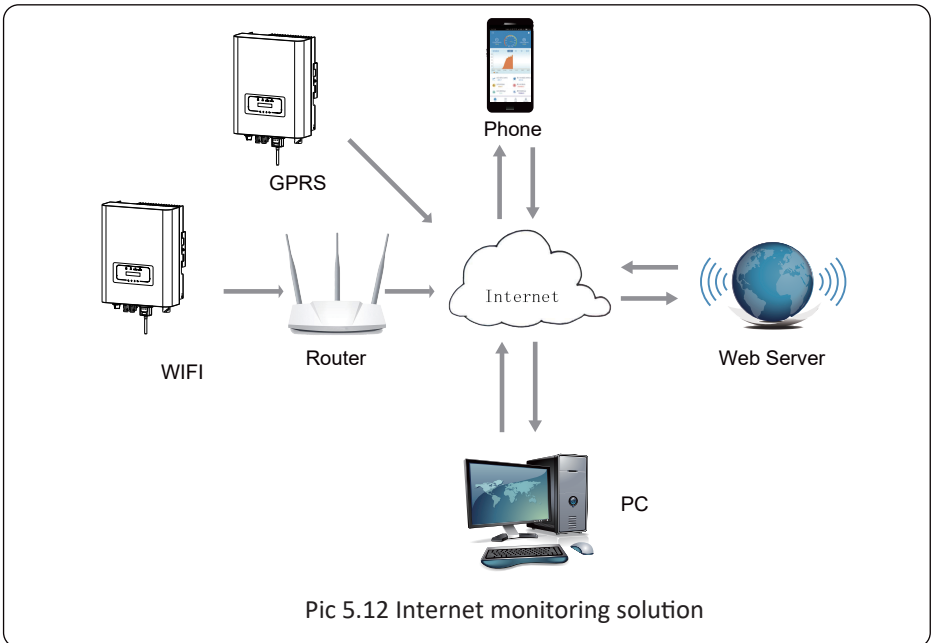 Phone
GPRS
Internet
WIFI
Router
Web Server
PC
Pic 5.12 Internet monitoring solution